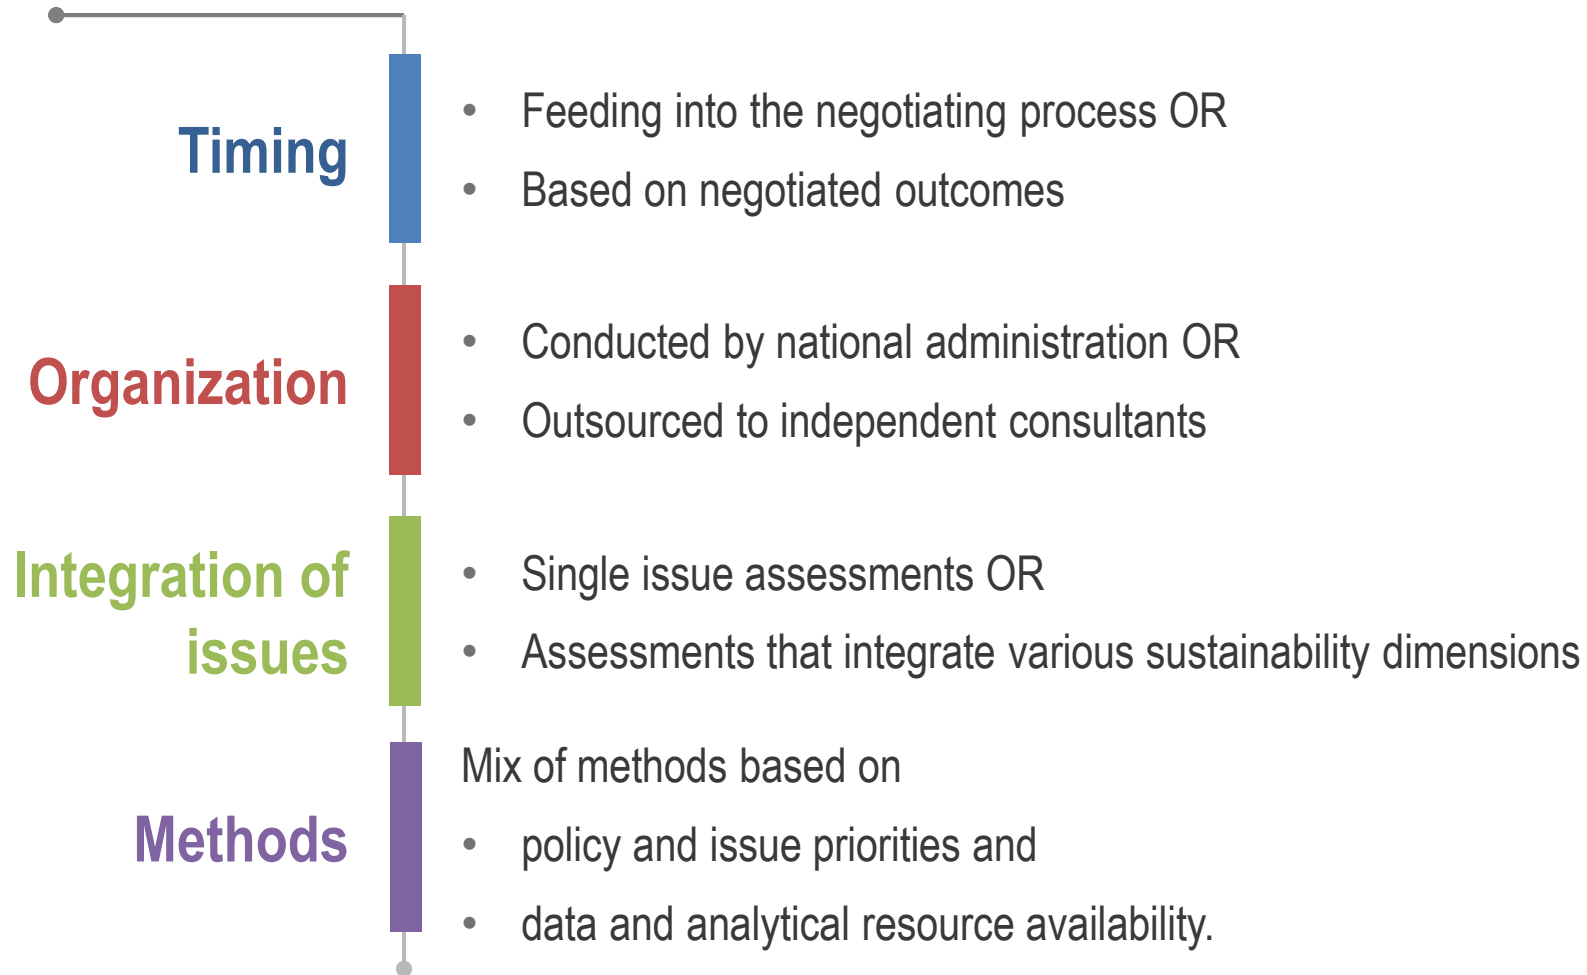 Timing
• Feeding into the negotiating process OR
• Based on negotiated outcomes
Organization
• Conducted by national administration OR
• Outsourced to independent consultants
Integration of
issues
• Single issue assessments OR
• Assessments that integrate various sustainability dimensions
Methods
Mix of methods based on
• policy and issue priorities and
• data and analytical resource availability.